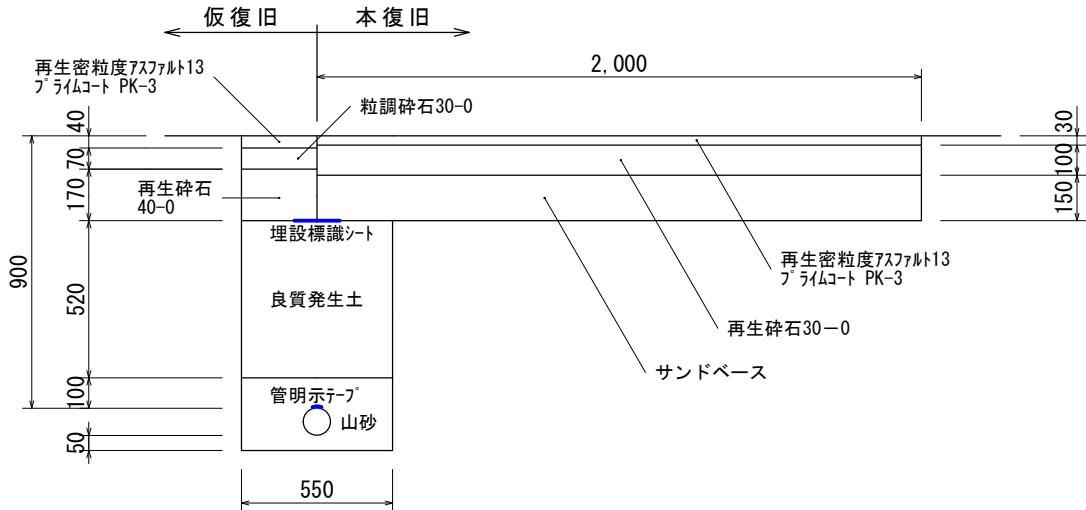 仮復旧
本復旧
再生密粒度ｱｽﾌｧﾙﾄ13
ﾌﾟﾗｲﾑｺｰﾄ PK-3
2,000
粒調砕石30-0
40
70
170
900
520
100
50
再生砕石
40-0
埋設標識ｼｰﾄ
良質発生土
管明示ﾃｰﾌﾟ
山砂
550
30
100
150
再生密粒度ｱｽﾌｧﾙﾄ13
ﾌﾟﾗｲﾑｺｰﾄ PK-3
再生砕石30－0
サンドベース